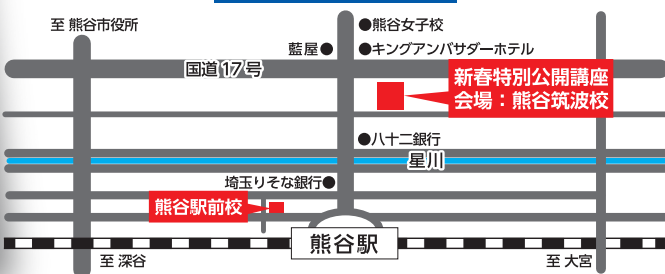 至 熊谷市役所
●熊谷女子校
藍屋●
●キングアンバサダーホテル
国道17号
新春特別公開講座
会場：熊谷筑波校
●八十二銀行
星川
埼玉りそな銀行●
熊谷駅前校
熊谷駅
至 深谷
至 大宮